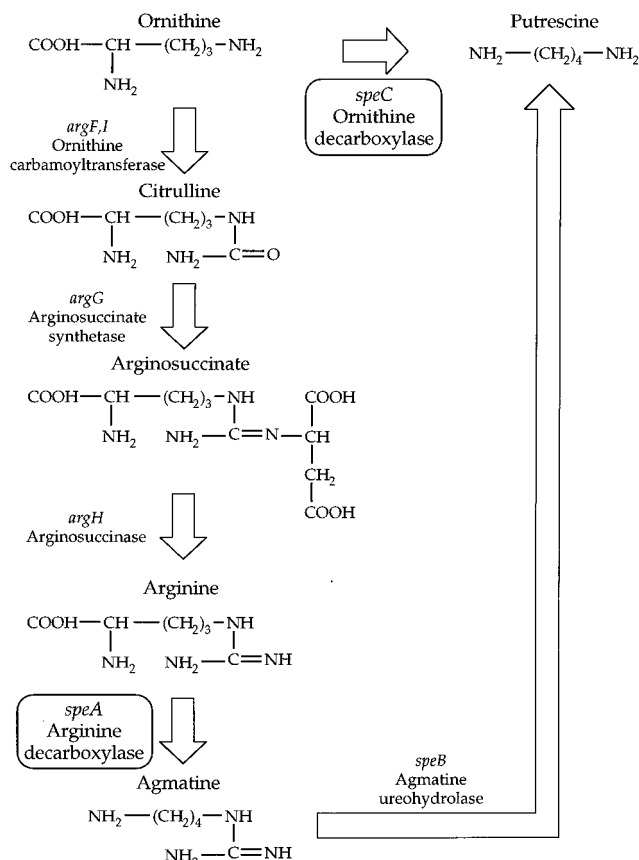 Ornithine
COOH—CH—(CH2)3—NH2
NH2
Putrescine
NH2—(CH2)4—NH2
speC
Ornithine
decarboxylase
argF,I
Ornithine
carbamoyltransferase
Citrulline
COOH—CH—(CH2)3—NH
NH2 NH2—C=O
argG
Arginosuccinate
synthetase
Arginosuccinate
COOH—CH—(CH2)3—NH COOH
NH2 NH2—C=N—CH
CH2
COOH
argH
Arginosuccinase
Arginine
COOH—CH—(CH2)3—NH
NH2 NH2—C=NH
speA
Arginine
decarboxylase
Agmatine
NH2—(CH2)4—NH
NH2—C=NH
speB
Agmatine
ureohydrolase